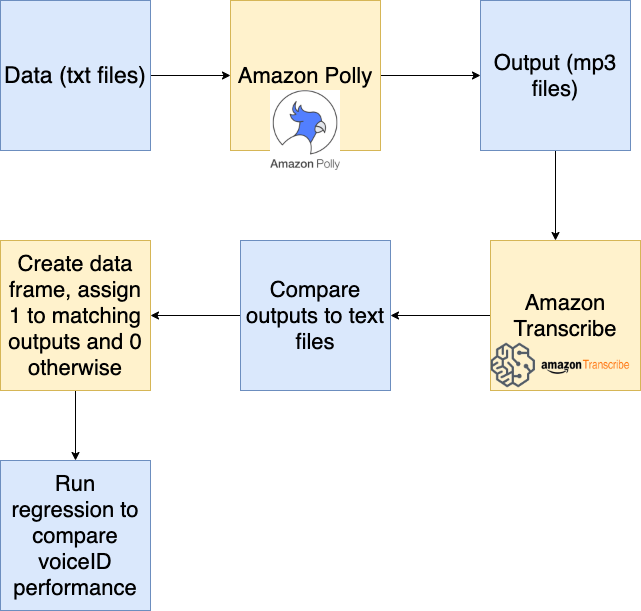 Data (txt files)
Amazon Polly
Amazon Polly
Output (mp3
files)
Amazon
Transcribe
amazon Transcribe
Compare
outputs to text
files
Create data
frame, assign
1 to matching
outputs and 0
otherwise
Run
regression to
compare
voiceID
performance